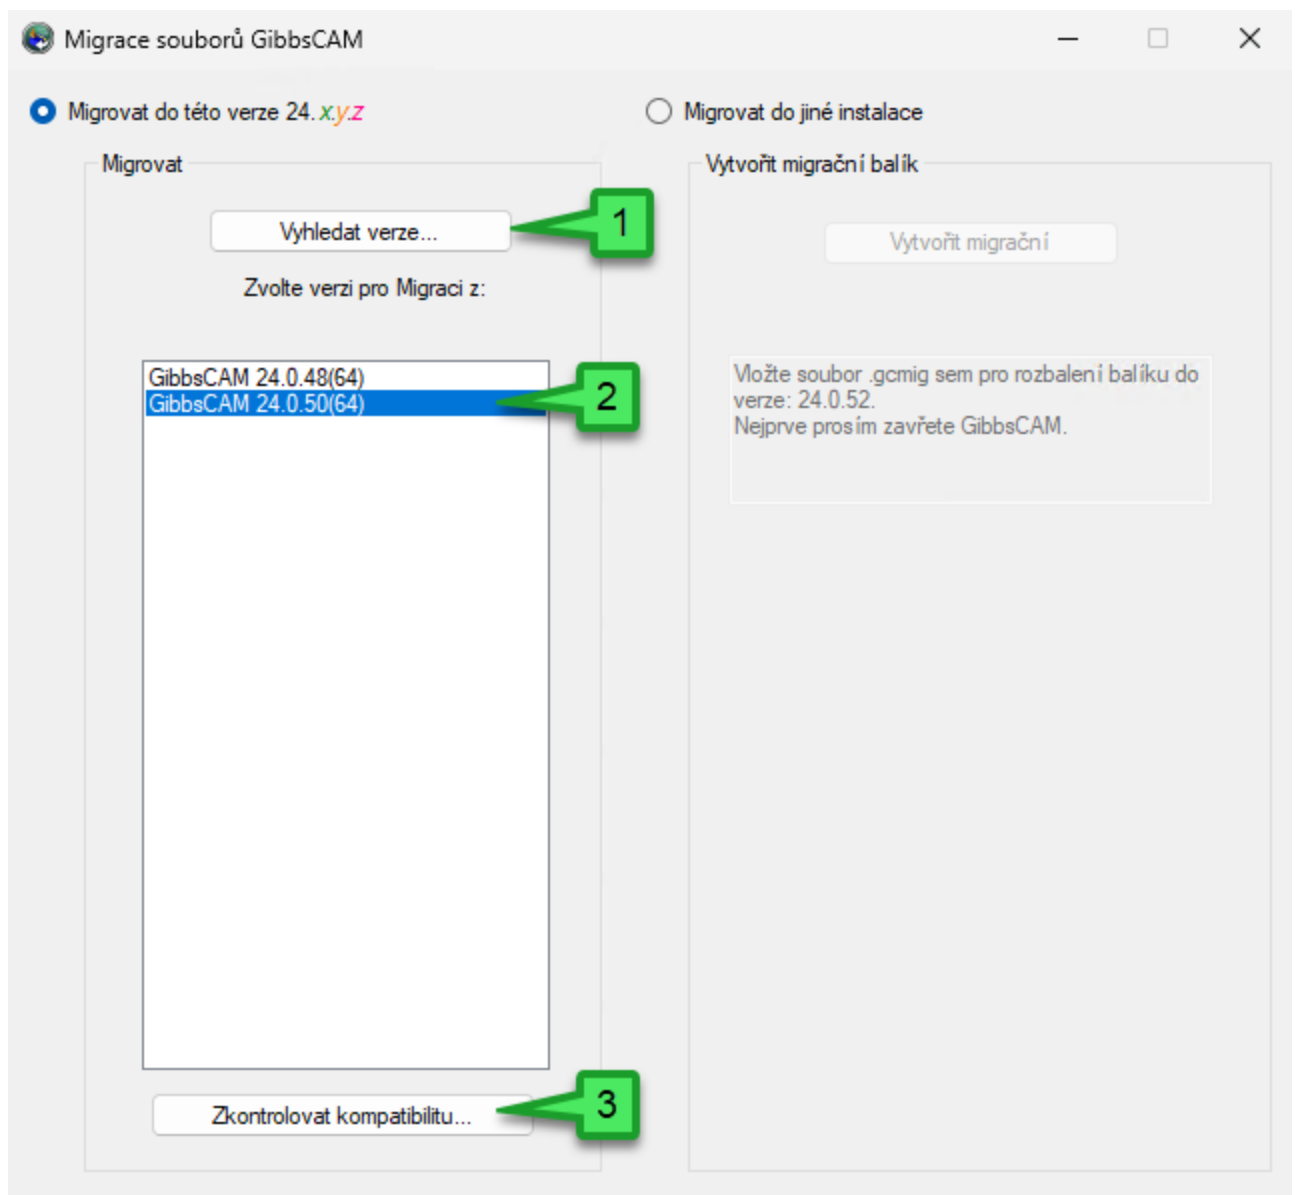 Migrace souborů GibbsCAM
Migrovat do této verze 24. x.y.z
Migrovat do jiné instalace
Migrovat
Vyhledat verze...
1
Zvolte verzi pro Migraci z:
GibbsCAM 24.0.48(64)
GibbsCAM 24.0.50(64)
2
Zkontrolovat kompatibilitu...
3
Vytvořit migrační balík
Vytvořit migrační
Vložte soubor .gcmig sem pro rozbalení balíku do
verze: 24.0.52.
Nejprve prosím zavřete GibbsCAM.